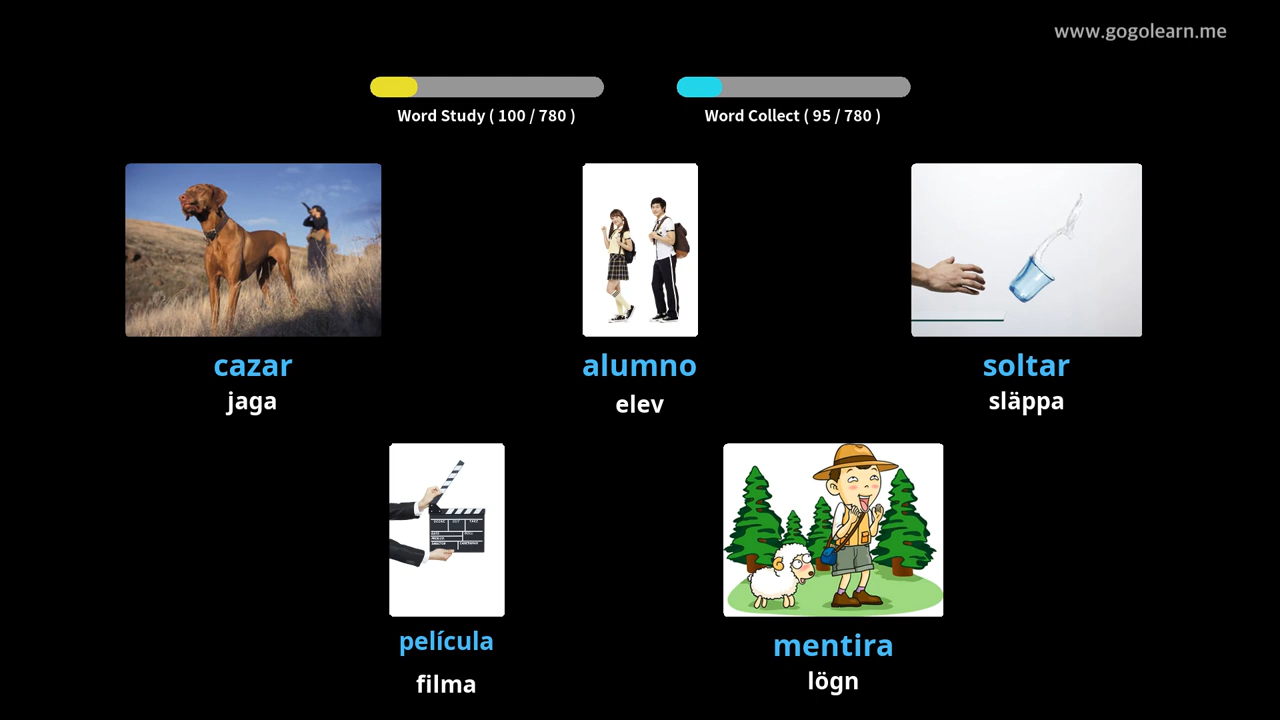 www.gogolearn.me
Word Study ( 100 / 780 )
Word Collect ( 95 / 780 )
cazar
jaga
alumno
elev
soltar
släppa
película
filma
mentira
lögn